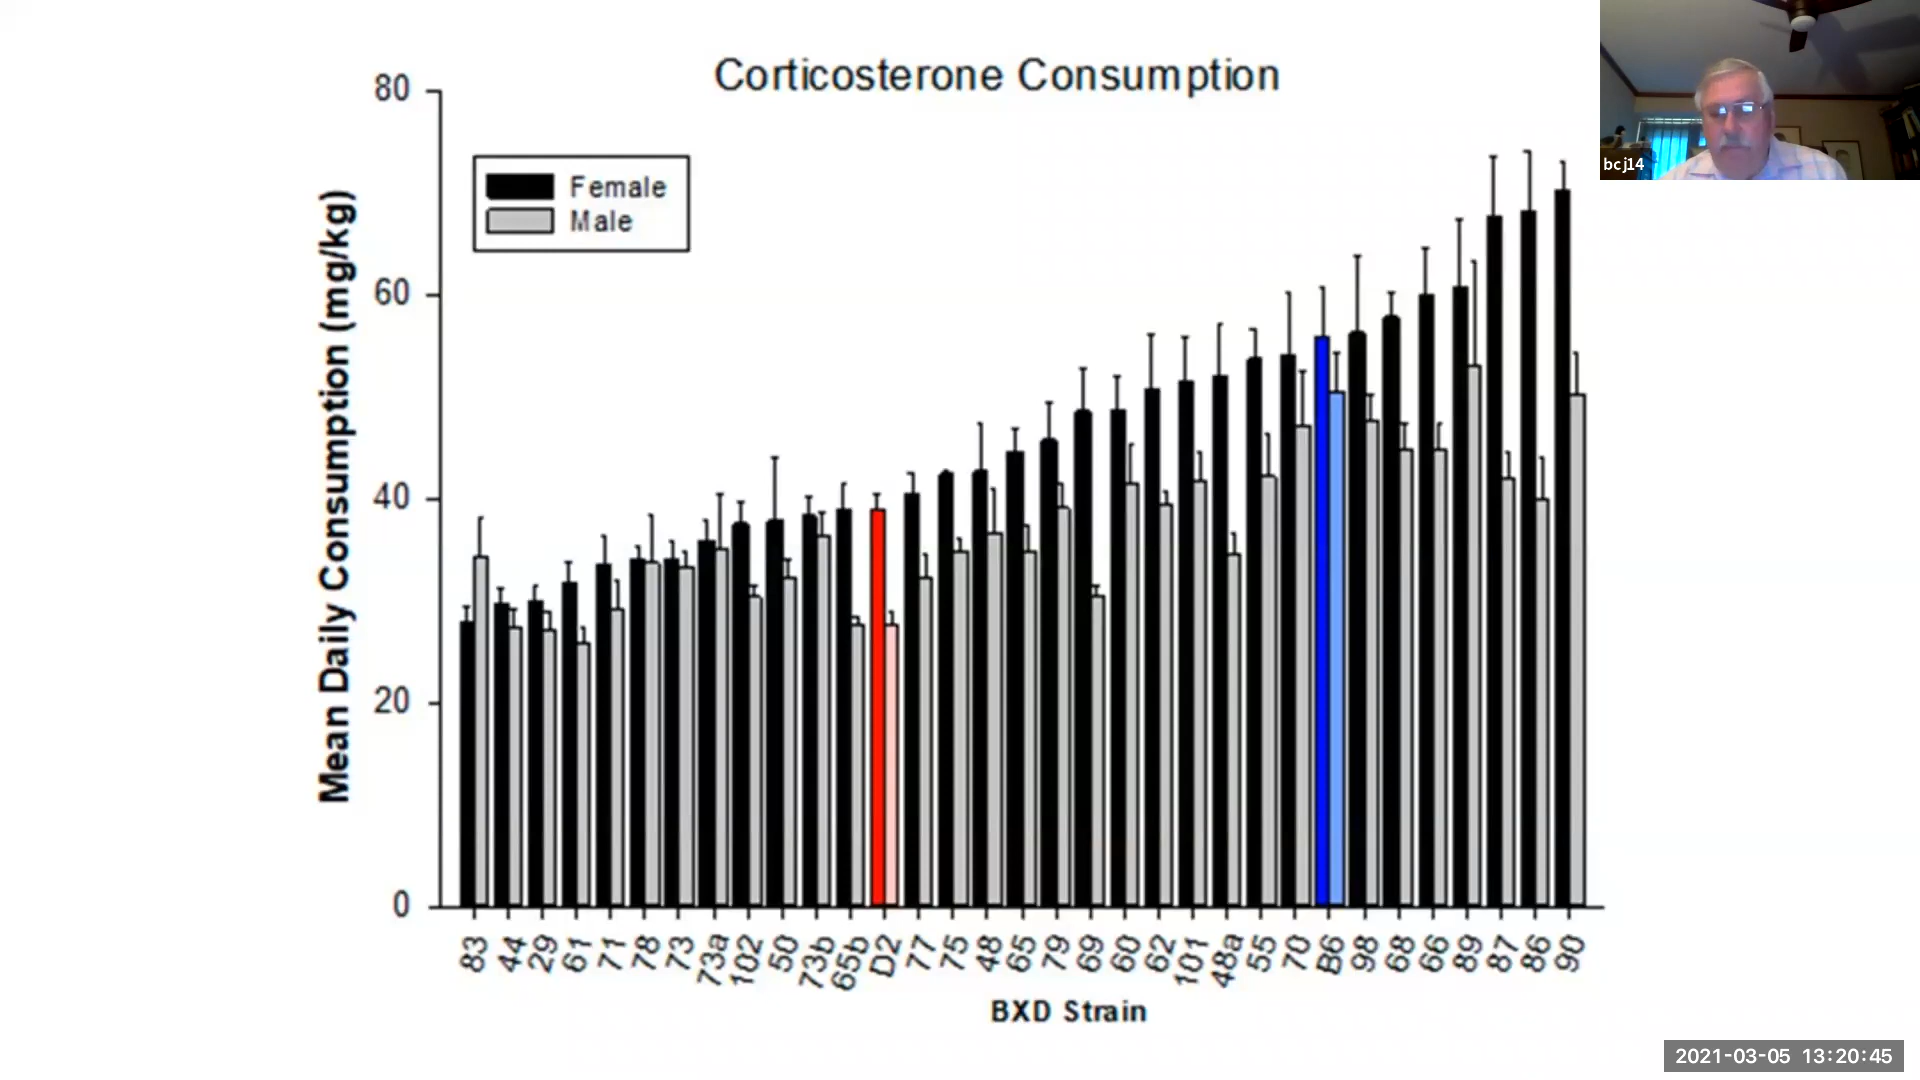 Corticosterone Consumption
bcj14
80
60
40
20
0
Mean Daily Consumption (mg/kg)
Female
Male
83 44 29 61 71 78 73 73a 102 50 73b 65b D2 77 75 48 65 79 69 60 62 101 48a 55 70 B6 98 68 66 89 87 86 90
BXD Strain
2021-03-05 13:20:45